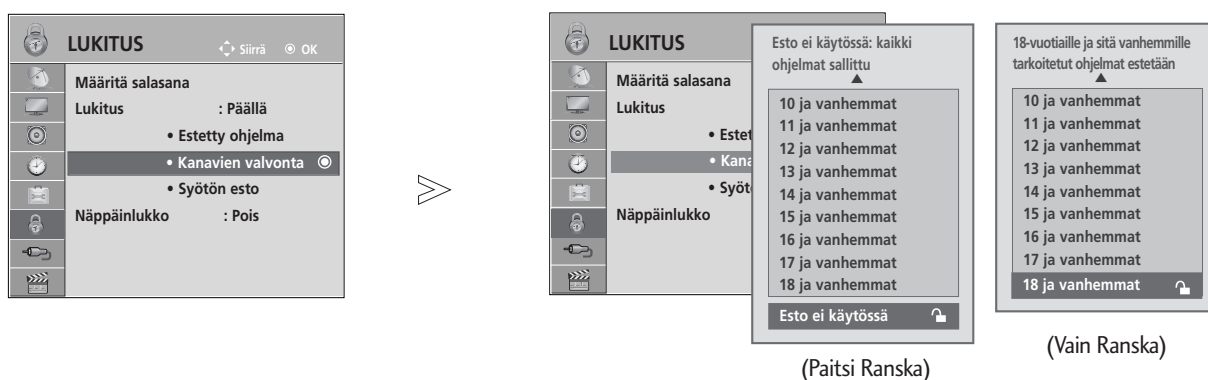 LUKITUS
Siirrä OK
Määritä salasana
Lukitus : Päällä
• Estetty ohjelma
• Kanavien valvonta
• Syötön esto
Näppäinlukko : Pois
LUKITUS
Määritä salasana
Lukitus
• Estet
• Kana
• Syöt
Näppäinlukko
Esto ei käytössä: kaikki
ohjelmat sallittu
10 ja vanhemmat
11 ja vanhemmat
12 ja vanhemmat
13 ja vanhemmat
14 ja vanhemmat
15 ja vanhemmat
16 ja vanhemmat
17 ja vanhemmat
18 ja vanhemmat
Esto ei käytössä
(Paitsi Ranska)
18-vuotiaille ja sitä vanhemmille
tarkoitetut ohjelmat estetään
10 ja vanhemmat
11 ja vanhemmat
12 ja vanhemmat
13 ja vanhemmat
14 ja vanhemmat
15 ja vanhemmat
16 ja vanhemmat
17 ja vanhemmat
18 ja vanhemmat
(Vain Ranska)